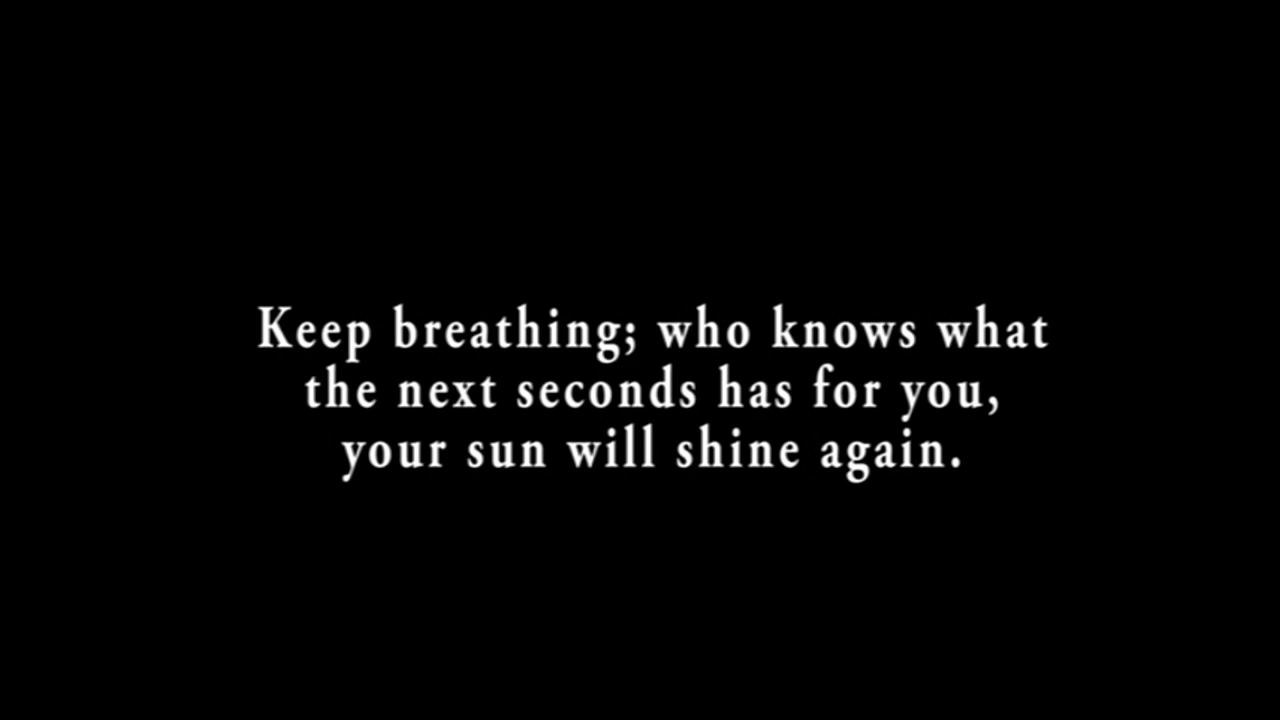 Keep breathing; who knows what
the next seconds has for you,
your sun will shine again.